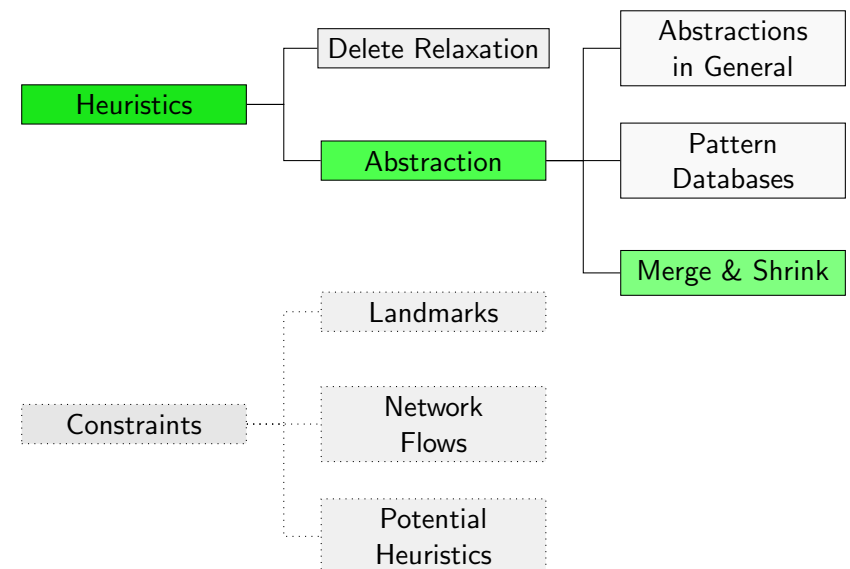 Heuristics
Delete Relaxation
Abstraction
Abstractions
in General
Pattern
Databases
Merge & Shrink
Constraints
Landmarks
Network
Flows
Potential
Heuristics